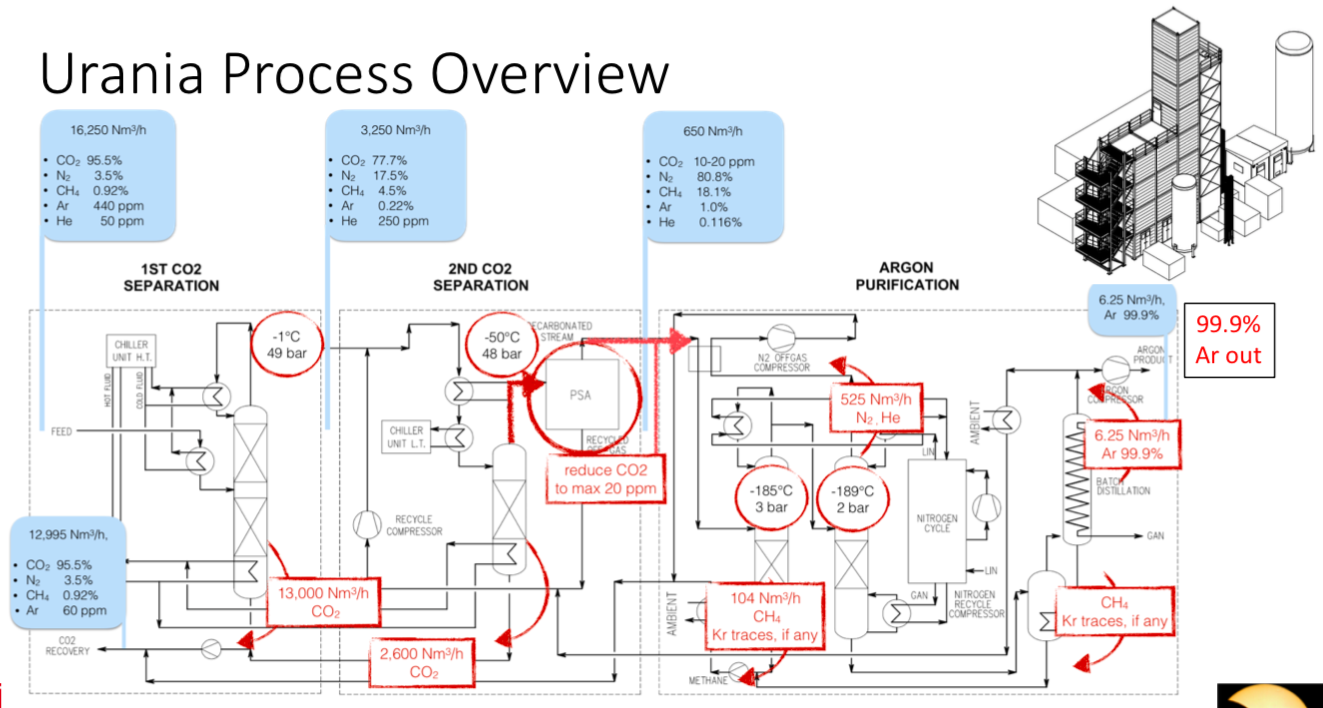 Urania Process Overview
16,250 Nm³/h
• CO₂ 95.5%
• N₂ 3.5%
• CH₄ 0.92%
• Ar 440 ppm
• He 50 ppm
3,250 Nm³/h
• CO₂ 77.7%
• N₂ 17.5%
• CH₄ 4.5%
• Ar 0.22%
• He 250 ppm
650 Nm³/h
• CO₂ 10-20 ppm
• N₂ 80.8%
• CH₄ 18.1%
• Ar 1.0%
• He 0.116%
1ST CO2
SEPARATION
2ND CO2
SEPARATION
ARGON
PURIFICATION
6.25 Nm³/h,
Ar 99.9%
99.9%
Ar out
CHILLER
UNIT H.T.
HOT FLUID
COLD FLUID
FEED
-1°C
49 bar
-50°C
48 bar
ECARBONATED
STREAM
PSA
CHILLER
UNIT L.T.
RECYCLED
GAS
reduce CO2
to max 20 ppm
RECYCLE
COMPRESSOR
N2 OFFGAS
COMPRESSOR
525 Nm³/h
N₂, He
LIN
-185°C
3 bar
-189°C
2 bar
NITROGEN
CYCLE
AMBIENT
ARGON
PRODUCT
ARGON
COMPRESSOR
6.25 Nm³/h
Ar 99.9%
BATCH
DISTILLATION
GAN
LIN
NITROGEN
RECYCLE
COMPRESSOR
GAN
12,995 Nm³/h,
• CO₂ 95.5%
• N₂ 3.5%
• CH₄ 0.92%
• Ar 60 ppm
13,000 Nm³/h
CO₂
CO2
RECOVERY
2,600 Nm³/h
CO₂
AMBIENT
104 Nm³/h
CH₄
Kr traces, if any
METHANE
CH₄
Kr traces, if any